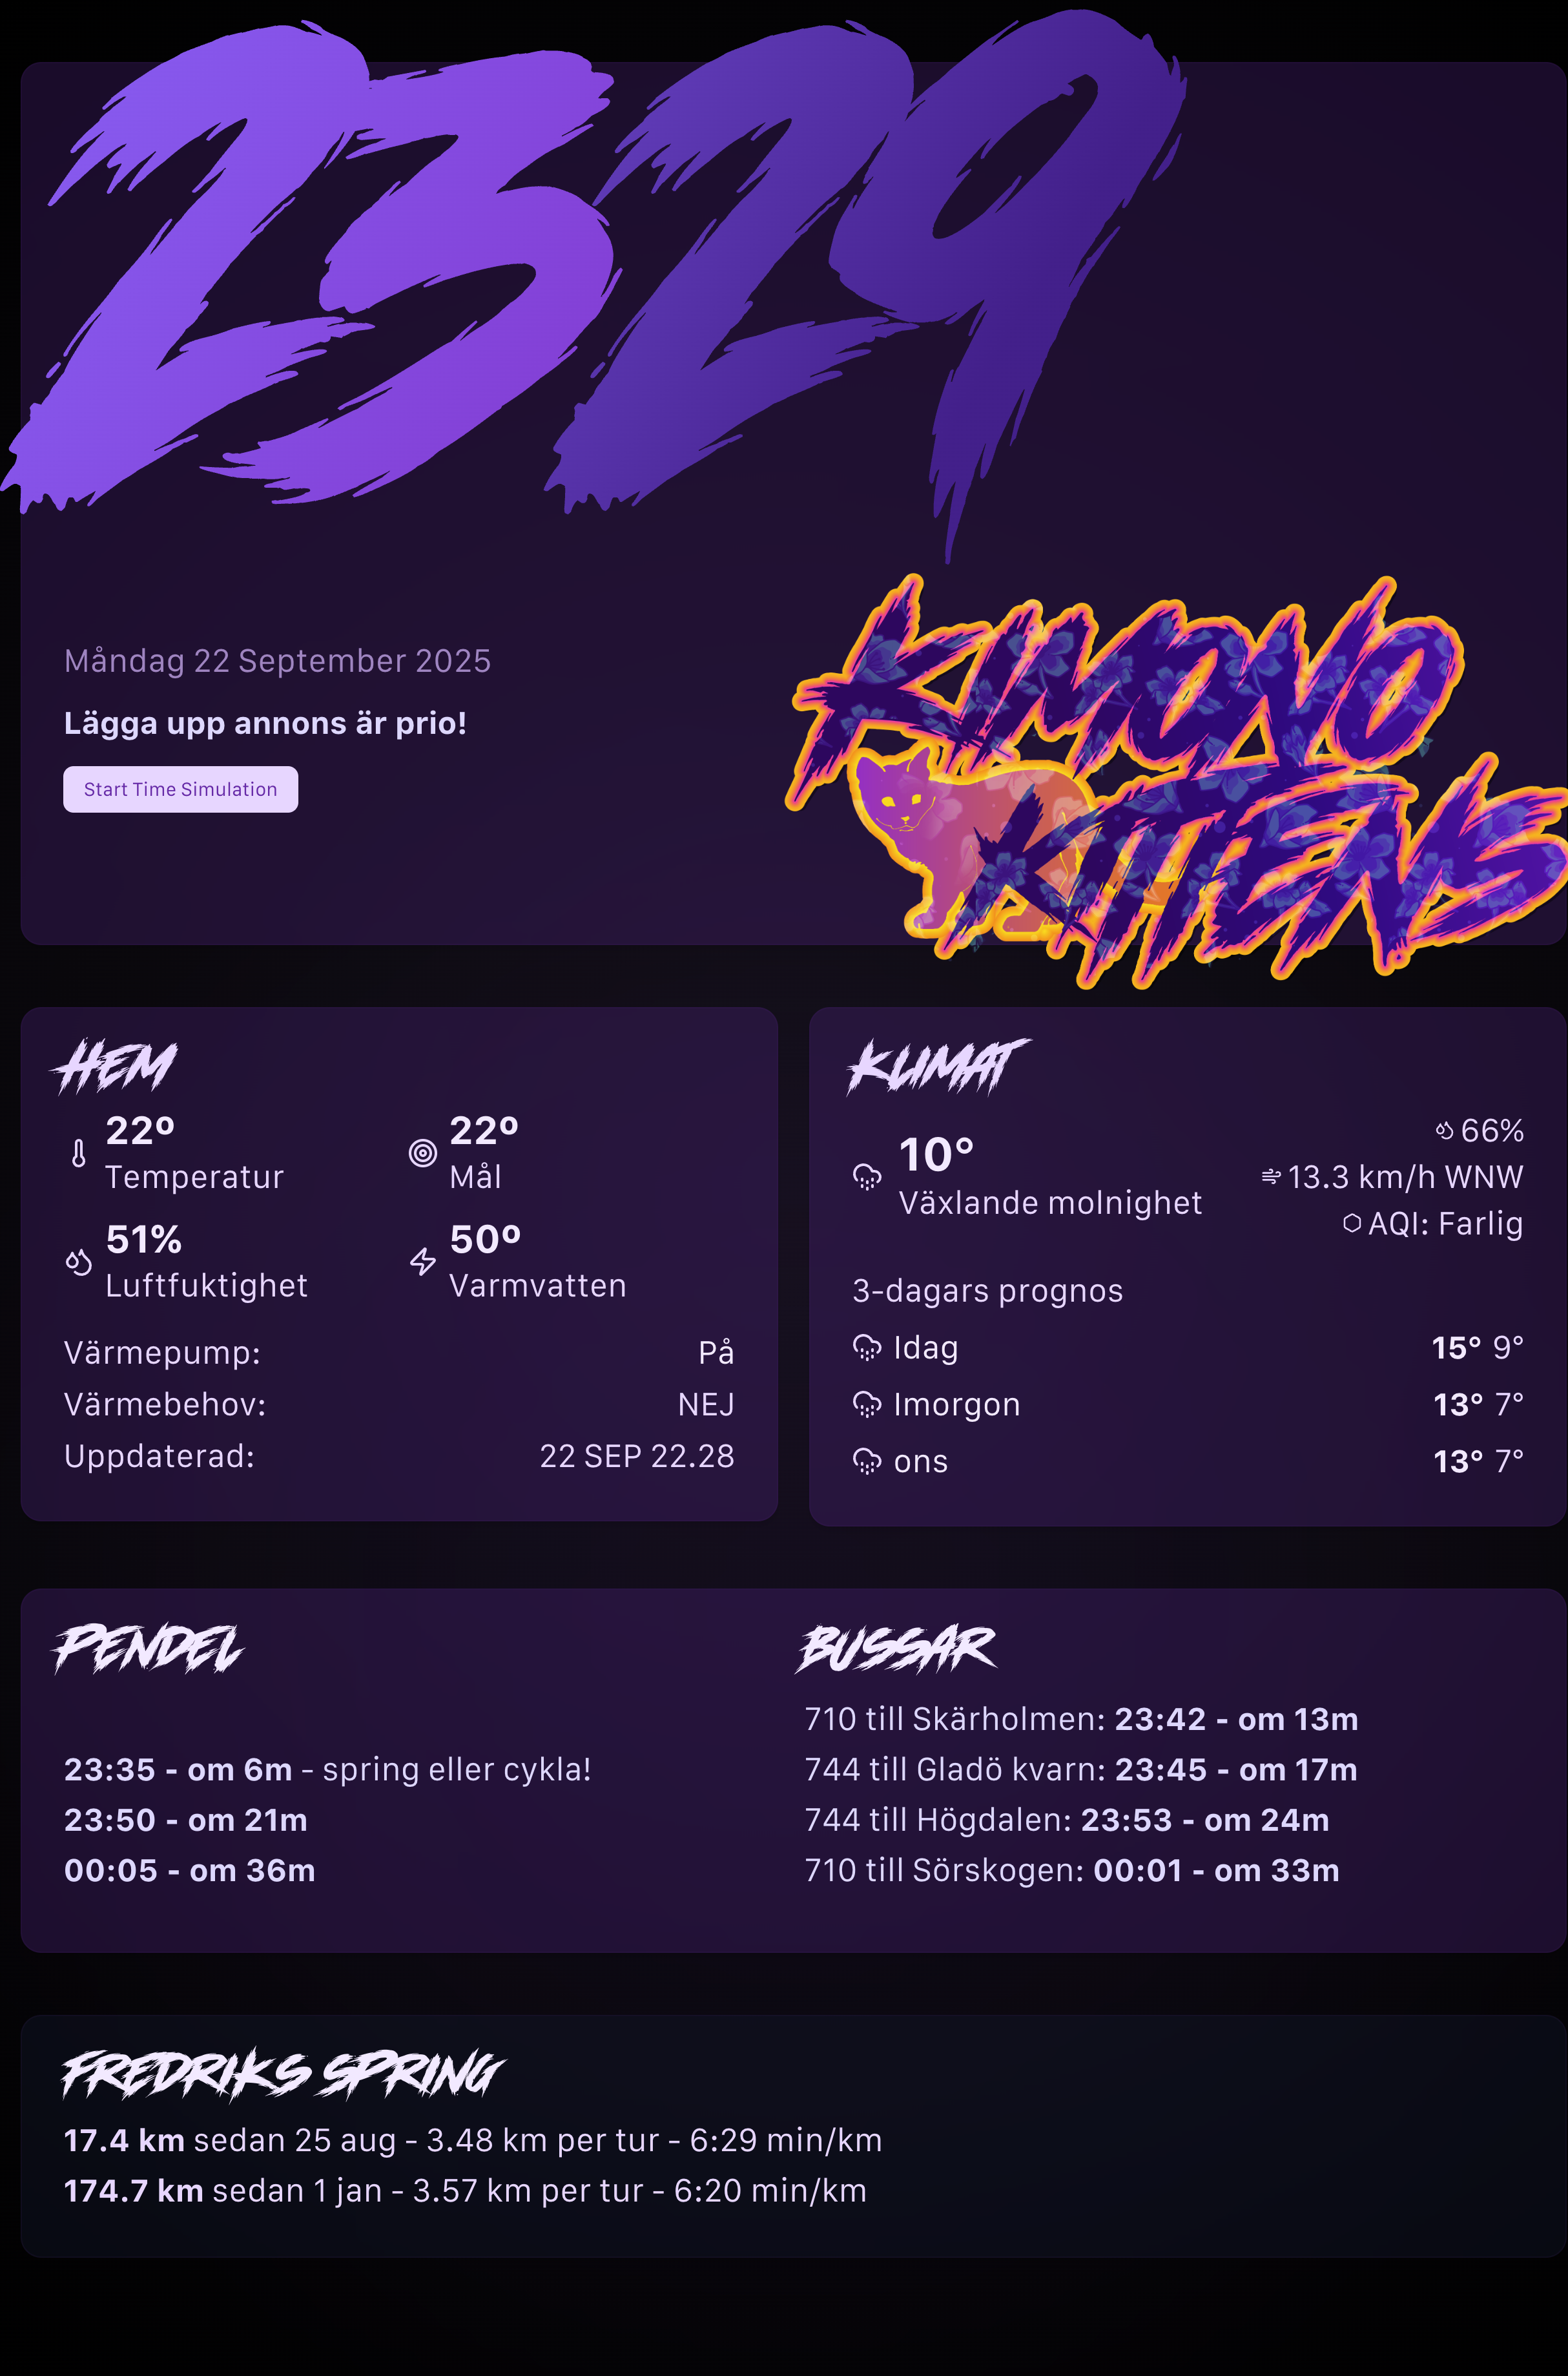 2329
Måndag 22 September 2025
Lägga upp annons är prio!
Start Time Simulation
KIMONO
KITTENS
HEM
22º
Temperatur
22º
Mål
51%
Luftfuktighet
50º
Varmvatten
Värmepump: På
Värmebehov: NEJ
Uppdaterad: 22 SEP 22.28
KLIMAT
10°
Växlande molnighet
66%
13.3 km/h WNW
AQI: Farlig
3-dagars prognos
Idag 15° 9°
Imorgon 13° 7°
ons 13° 7°
PENDEL
23:35 - om 6m - spring eller cykla!
23:50 - om 21m
00:05 - om 36m
BUSSAR
710 till Skärholmen: 23:42 - om 13m
744 till Gladö kvarn: 23:45 - om 17m
744 till Högdalen: 23:53 - om 24m
710 till Sörskogen: 00:01 - om 33m
FREDRIKS SPRING
17.4 km sedan 25 aug - 3.48 km per tur - 6:29 min/km
174.7 km sedan 1 jan - 3.57 km per tur - 6:20 min/km